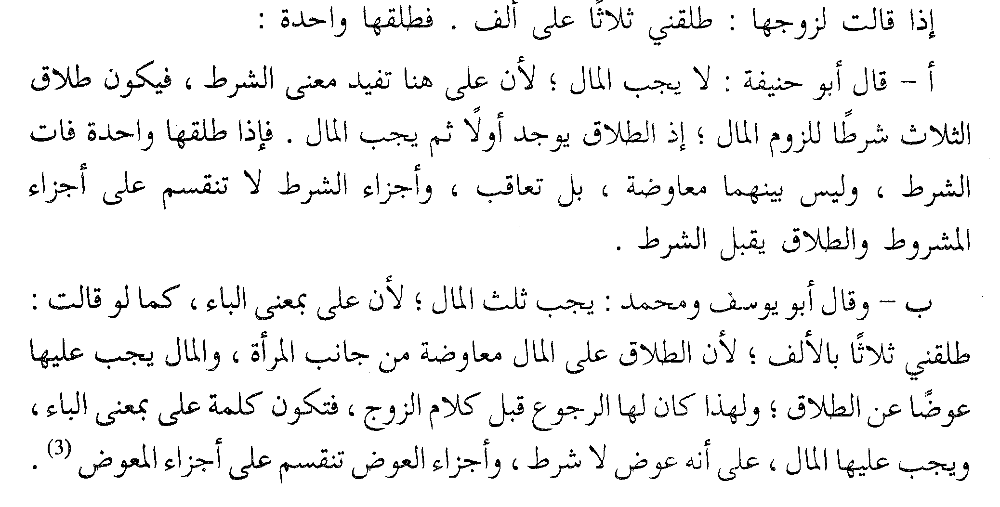 إذا قالت لزوجها : طلقني ثلاثًا على ألف . فطلقها واحدة :
أ – قال أبو حنيفة : لا يجب المال ؛ لأن على هنا تفيد معنى الشرط ، فيكون طلاق
الثلاث شرطًا للزوم المال ؛ إذ الطلاق يوجد أولًا ثم يجب المال . فإذا طلقها واحدة فات
الشرط ، وليس بينهما معاوضة ، بل تعاقب ، وأجزاء الشرط لا تنقسم على أجزاء
المشروط والطلاق يقبل الشرط .
ب – وقال أبو يوسف ومحمد : يجب ثلث المال ؛ لأن على بمعنى الباء ، كما لو قالت :
طلقني ثلاثًا بالألف ؛ لأن الطلاق على المال معاوضة من جانب المرأة ، والمال يجب عليها
عوضًا عن الطلاق ؛ ولهذا كان لها الرجوع قبل كلام الزوج ، فتكون كلمة على بمعنى الباء ،
ويجب عليها المال ، على أنه عوض لا شرط ، وأجزاء العوض تنقسم على أجزاء المعوض (3) .